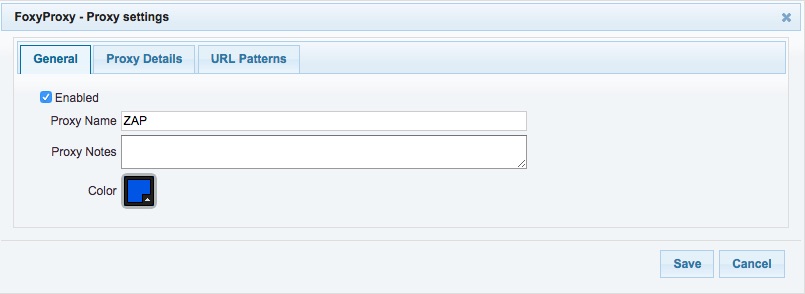 FoxyProxy - Proxy settings
General Proxy Details URL Patterns
Enabled
Proxy Name ZAP
Proxy Notes
Color
Save Cancel